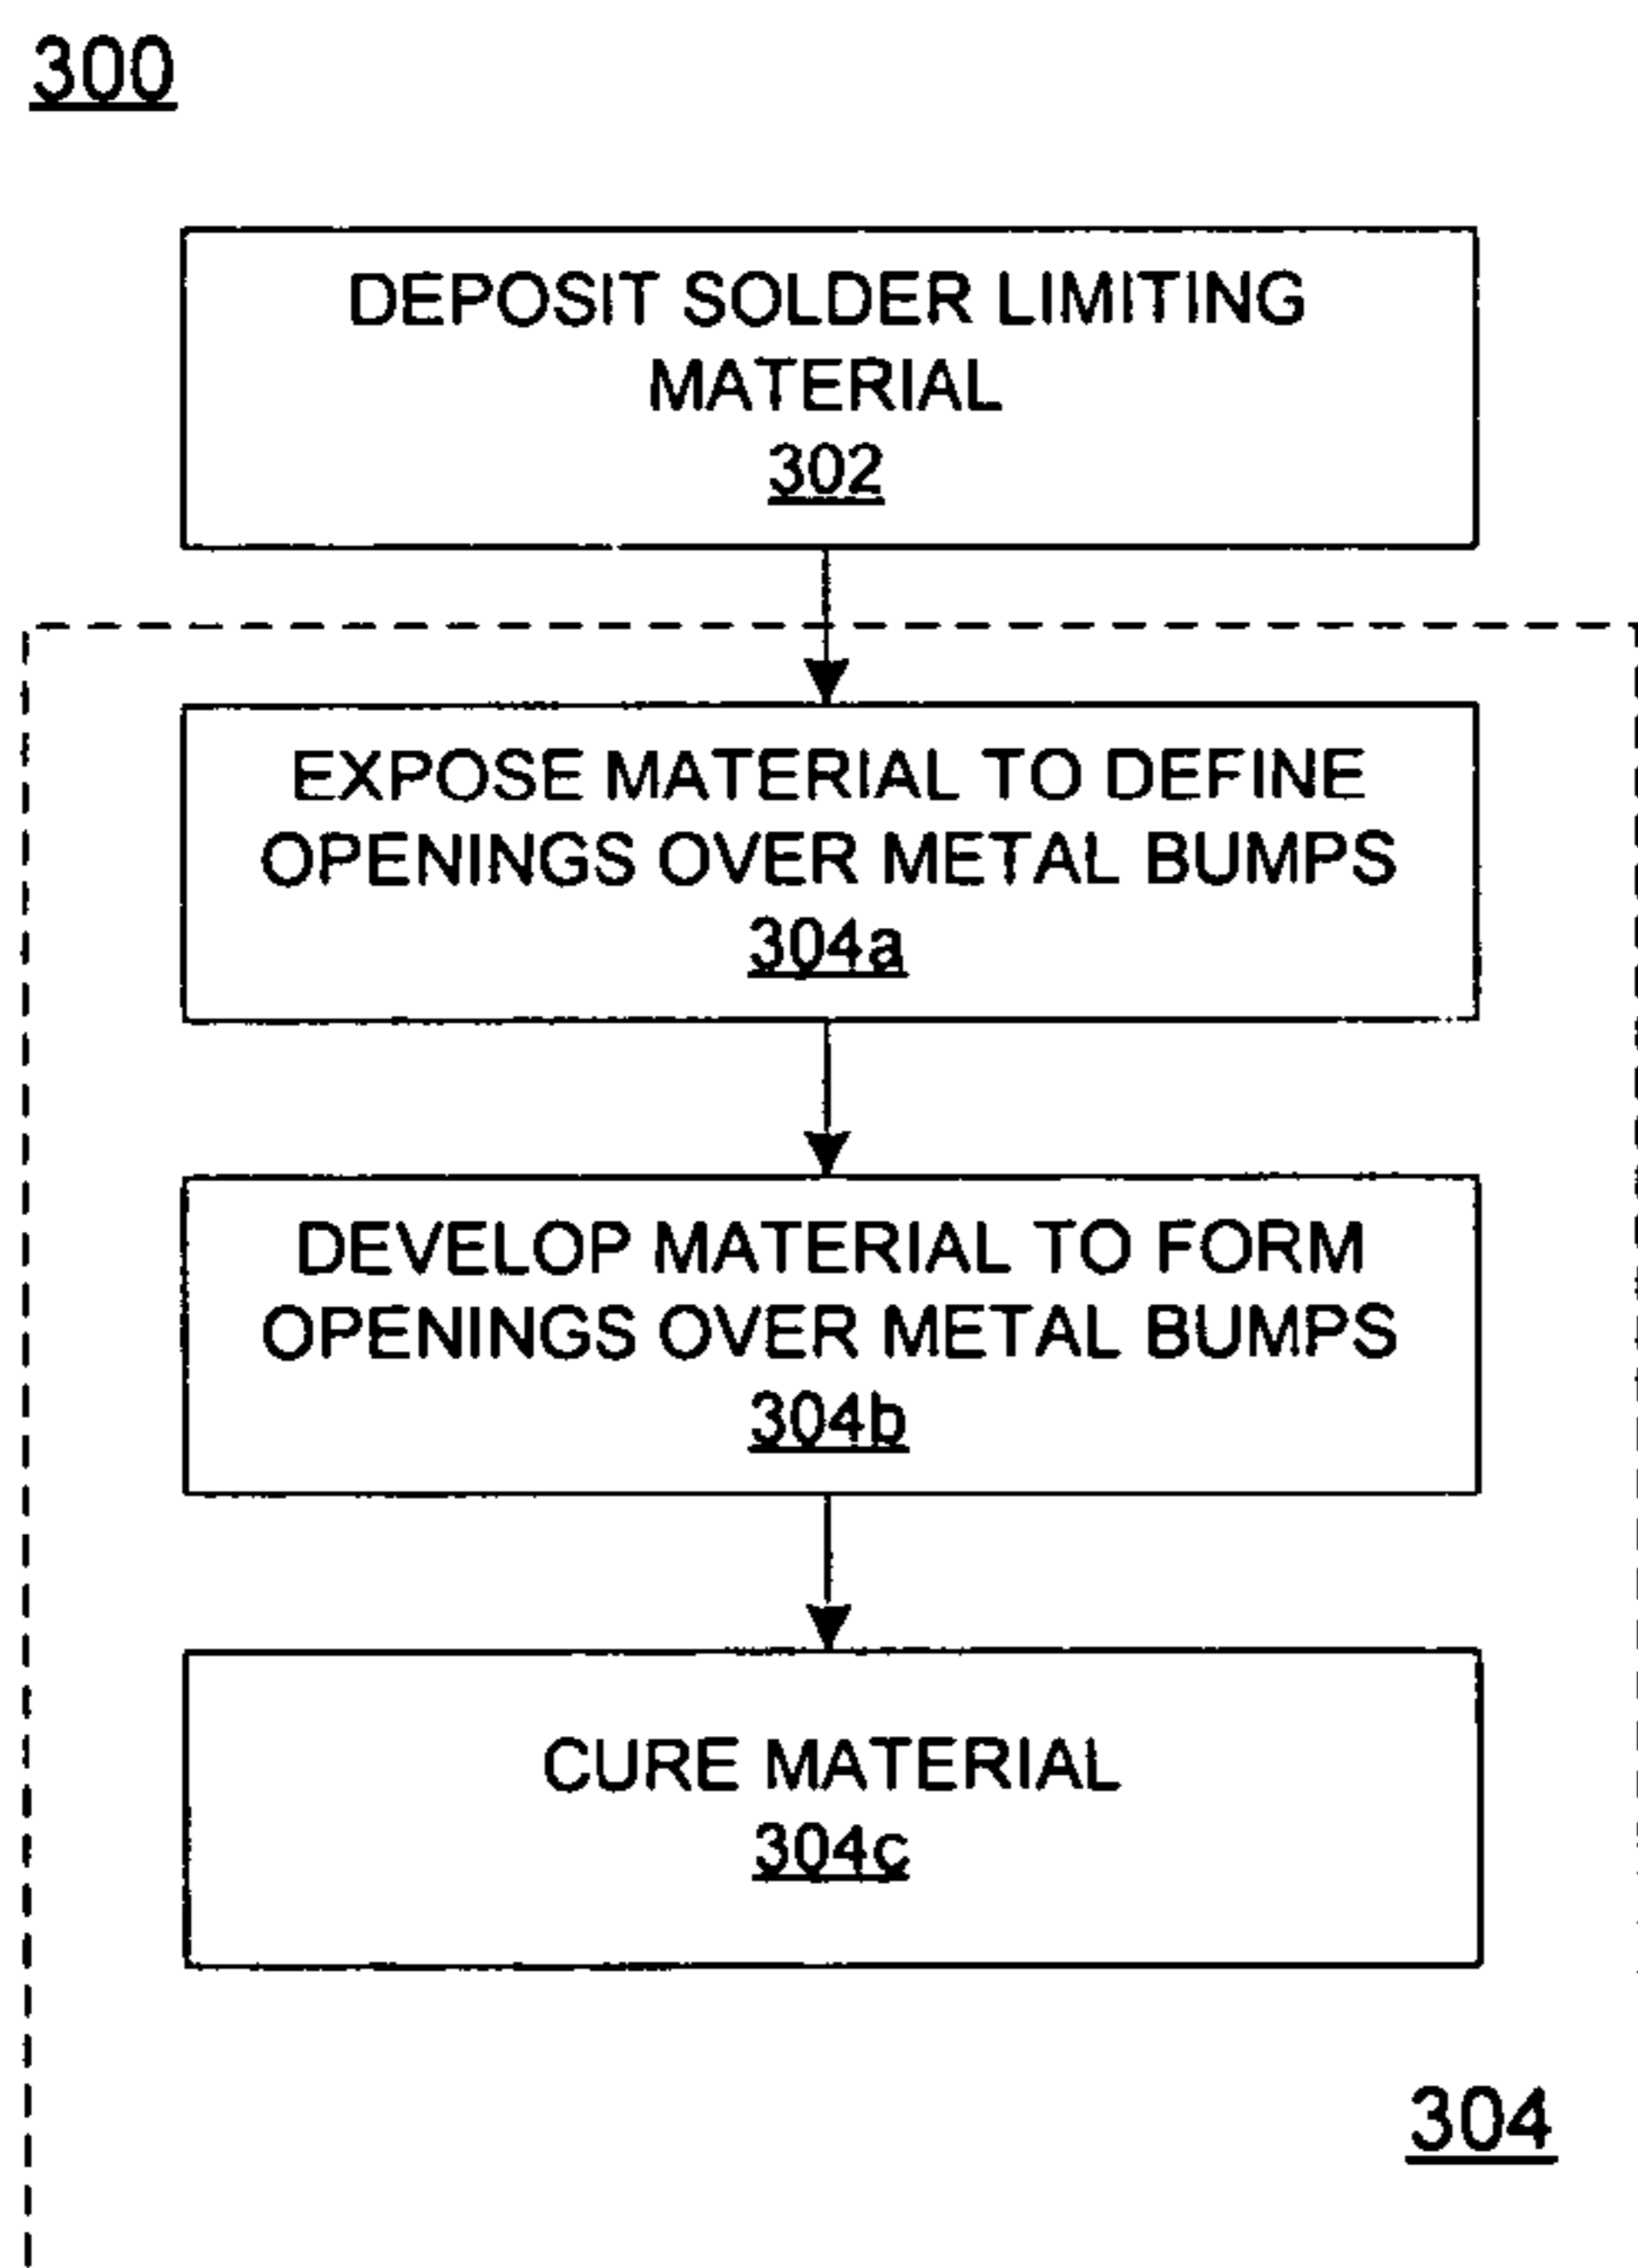 300
DEPOSIT SOLDER LIMITING
MATERIAL
302
EXPOSE MATERIAL TO DEFINE
OPENINGS OVER METAL BUMPS
304a
DEVELOP MATERIAL TO FORM
OPENINGS OVER METAL BUMPS
304b
CURE MATERIAL
304c
304